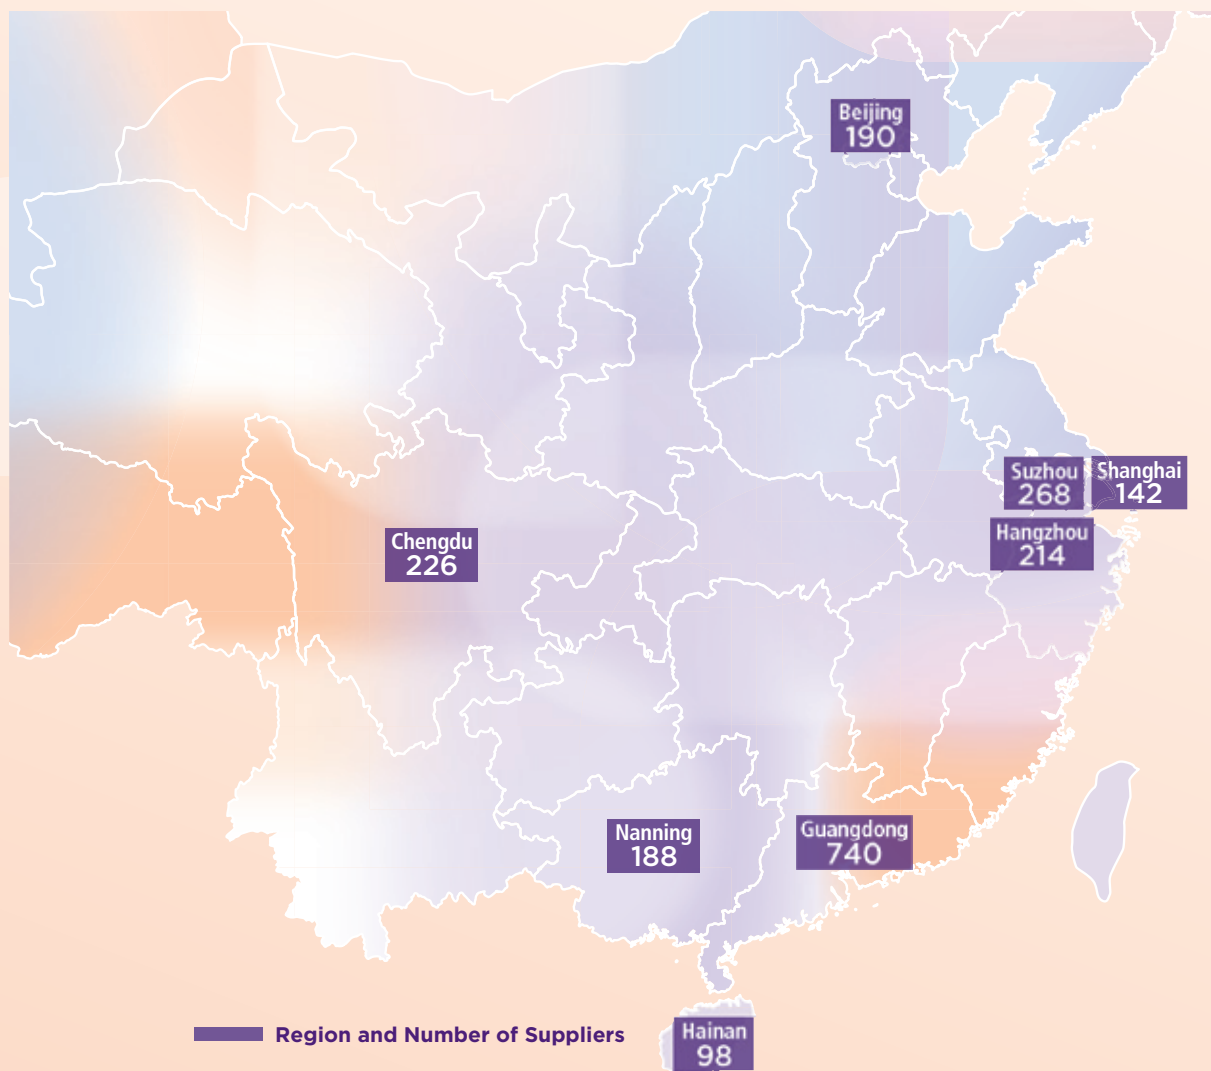 Beijing
190
Suzhou
268
Shanghai
142
Hangzhou
214
Chengdu
226
Nanning
188
Guangdong
740
Region and Number of Suppliers
Hainan
98